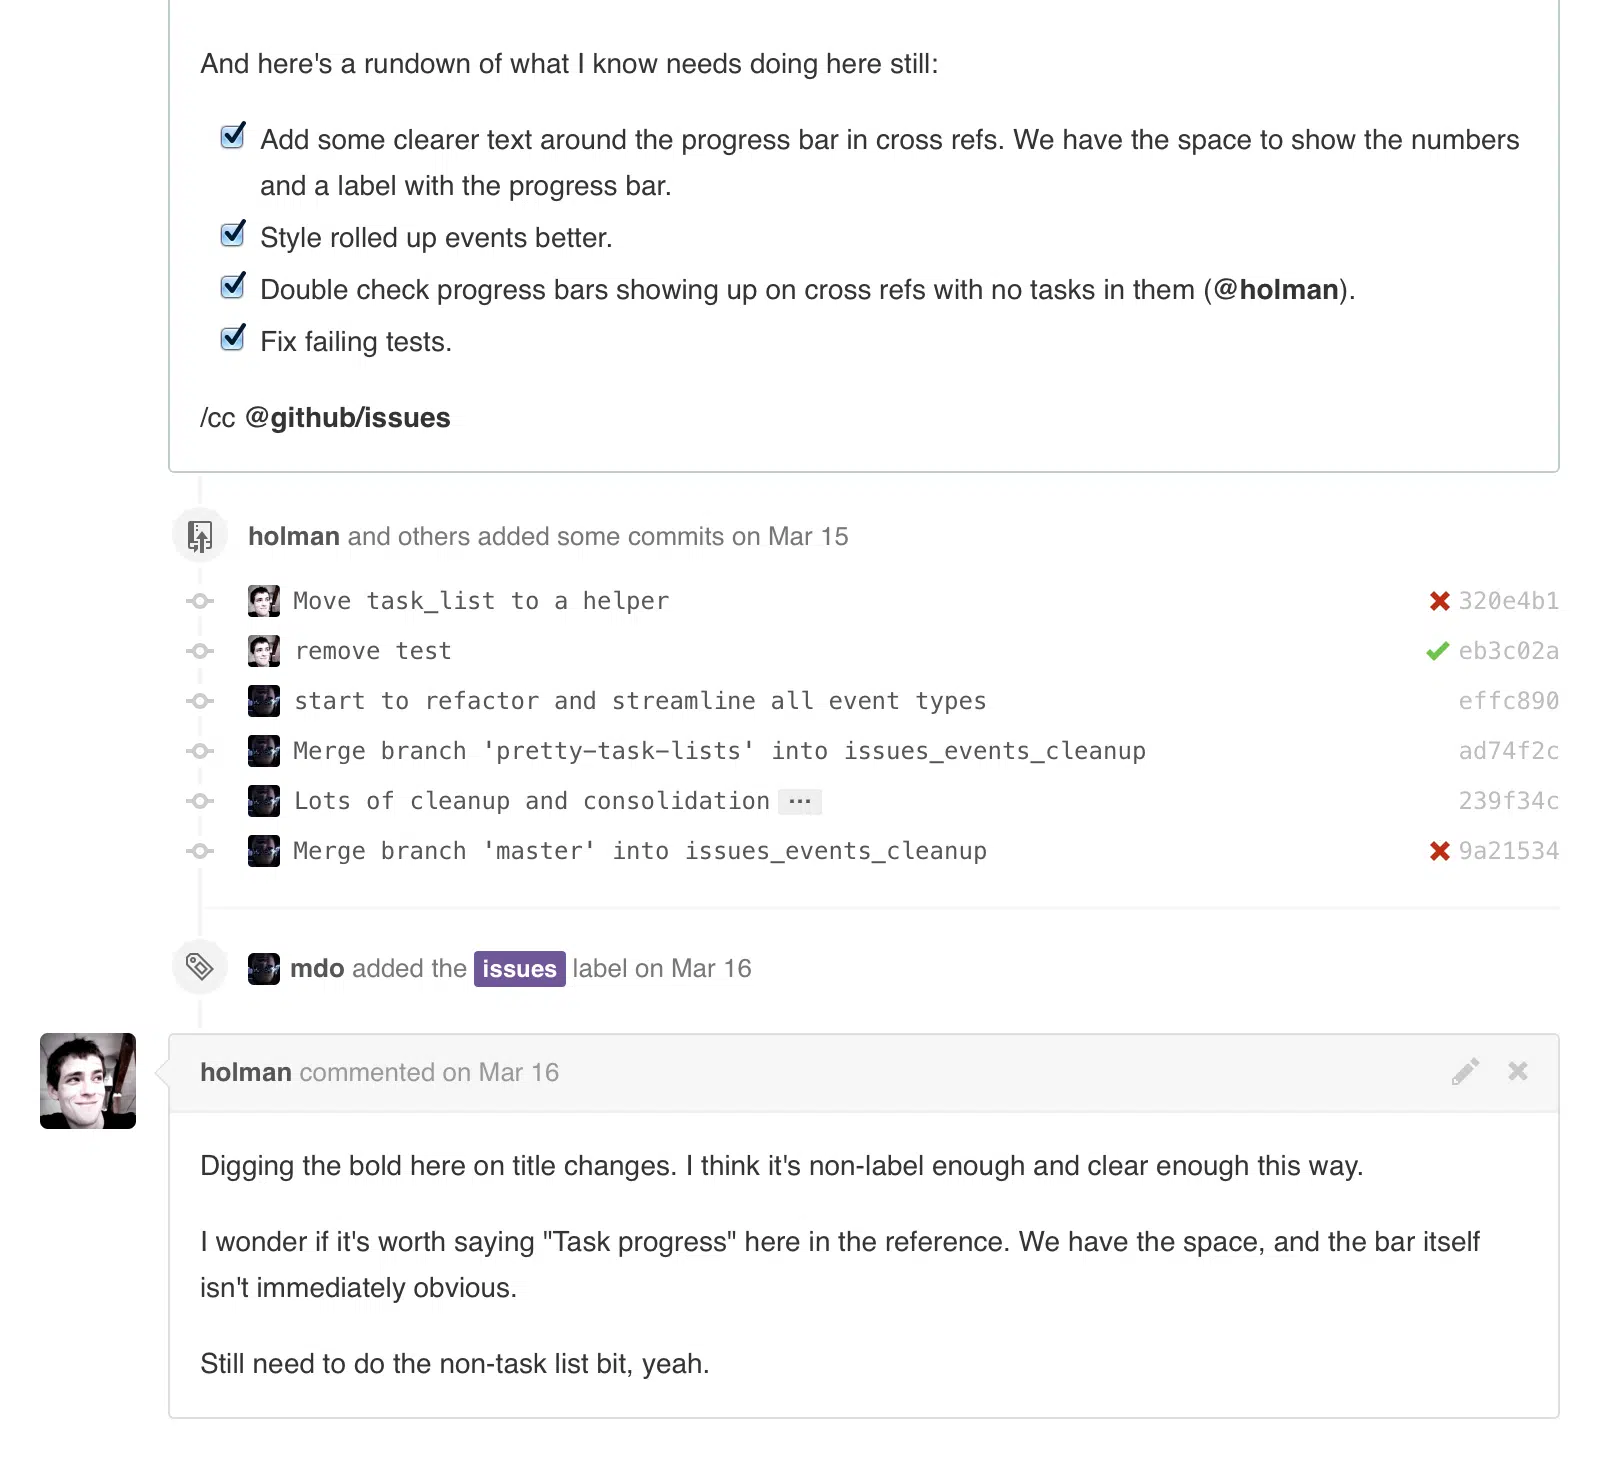 And here's a rundown of what I know needs doing here still:
Add some clearer text around the progress bar in cross refs. We have the space to show the numbers
and a label with the progress bar.
Style rolled up events better.
Double check progress bars showing up on cross refs with no tasks in them (@holman).
Fix failing tests.
/cc @github/issues
holman and others added some commits on Mar 15
Move task_list to a helper 320e4b1
remove test eb3c02a
start to refactor and streamline all event types effc890
Merge branch 'pretty-task-lists' into issues_events_cleanup ad74f2c
Lots of cleanup and consolidation ... 239f34c
Merge branch 'master' into issues_events_cleanup 9a21534
mdo added the issues label on Mar 16
holman commented on Mar 16
Digging the bold here on title changes. I think it's non-label enough and clear enough this way.
I wonder if it's worth saying "Task progress" here in the reference. We have the space, and the bar itself
isn't immediately obvious.
Still need to do the non-task list bit, yeah.